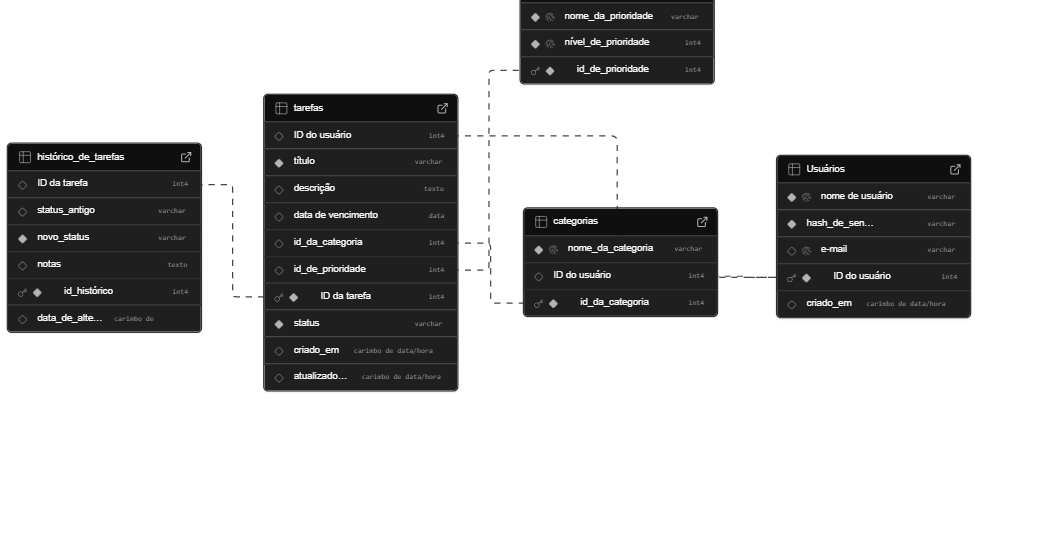 nome_da_prioridade varchar
nível_de_prioridade int4
id_de_prioridade int4
tarefas
ID do usuário int4
título varchar
descrição texto
data de vencimento data
id_da_categoria int4
id_de_prioridade int4
ID da tarefa int4
status varchar
criado_em carimbo de data/hora
atualizado... carimbo de data/hora
histórico_de_tarefas
ID da tarefa int4
status_antigo varchar
novo_status varchar
notas texto
id_histórico int4
data_de_alte... carimbo de
categorias
nome_da_categoria varchar
ID do usuário int4
id_da_categoria int4
Usuários
nome de usuário varchar
hash_de_sen... varchar
e-mail varchar
ID do usuário int4
criado_em carimbo de data/hora